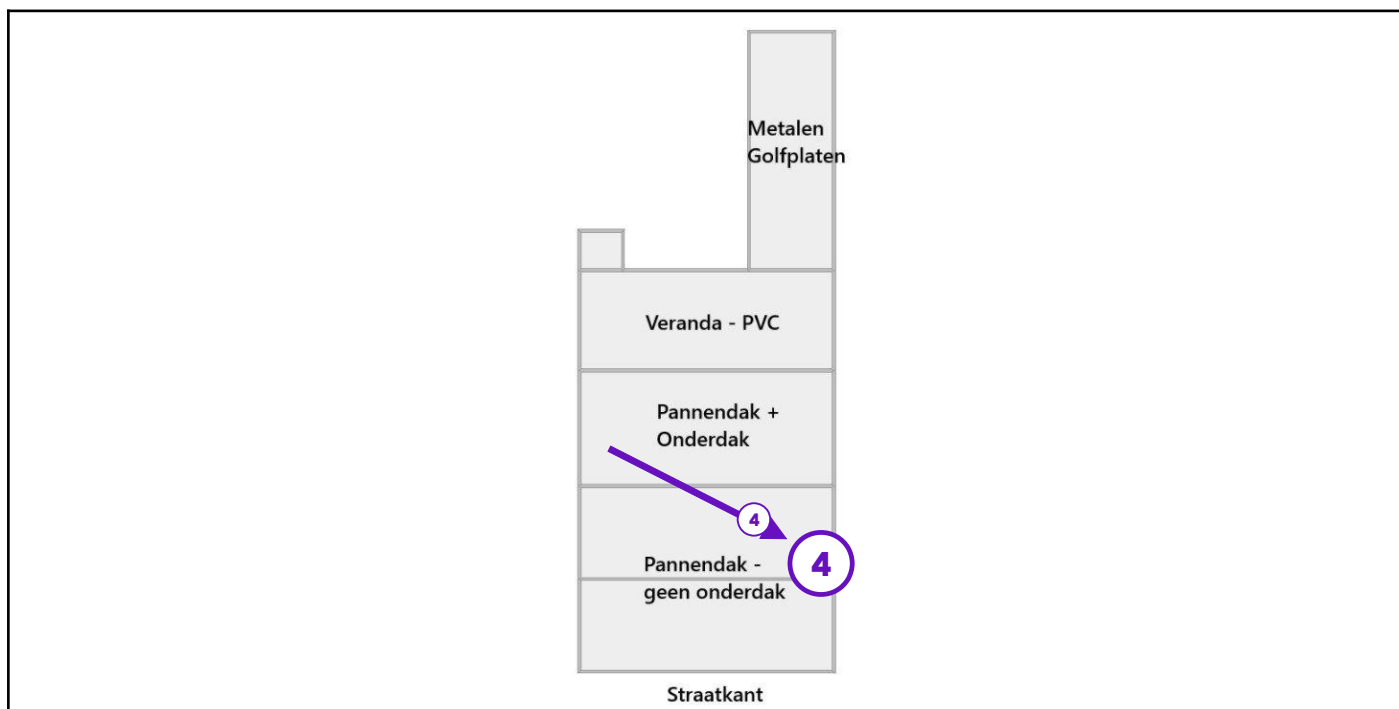 Metalen
Golfplaten
Veranda - PVC
Pannendak +
Onderdak
4
4
Pannendak -
geen onderdak
Straatkant